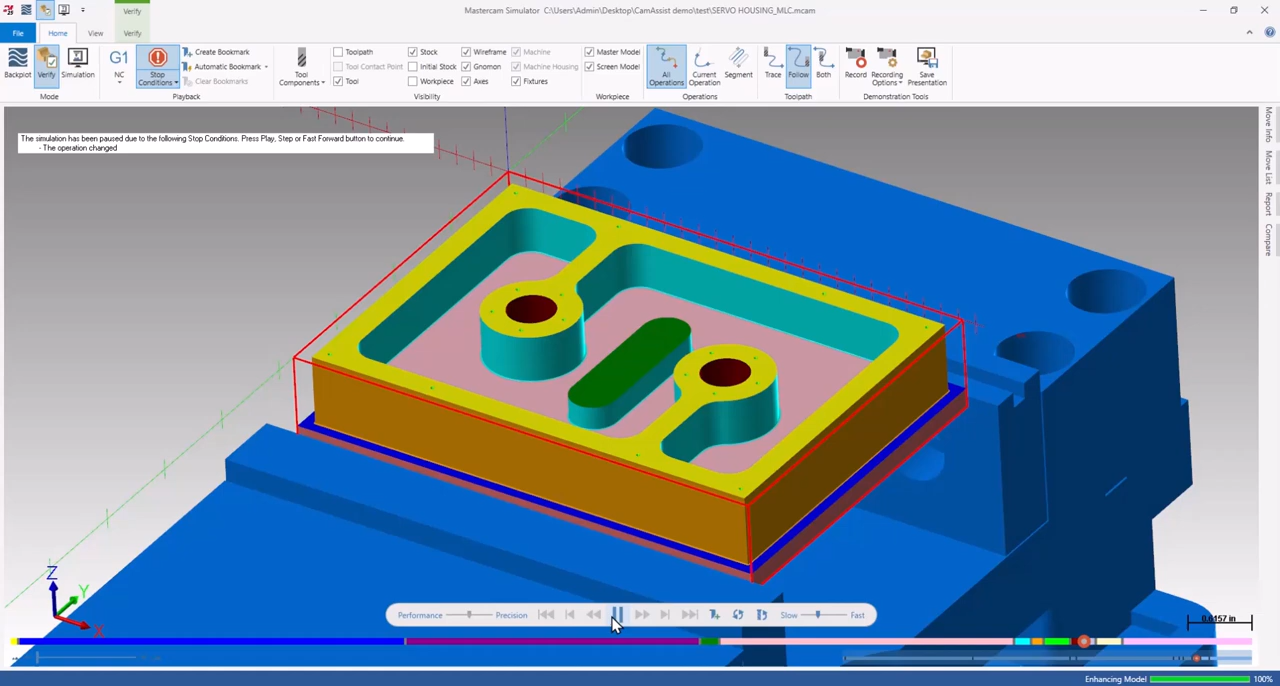 Verify
Mastercam Simulator C:\Users\Admin\Desktop\CamAssist demo\test\SERVO HOUSING_MLC.mcam
File
Home
View
Verify
Backplot
Verify
Simulation
Mode
G1
NC
Stop
Conditions
Create Bookmark
Automatic Bookmark
Clear Bookmarks
Playback
Tool
Components
Toolpath
Tool Contact Point
Tool
Stock
Initial Stock
Workpiece
Wireframe
Gnomon
Axes
Machine
Machine Housing
Fixtures
Visibility
Master Model
Screen Model
Workpiece
All
Operations
Current
Operation
Segment
Operations
Trace
Follow
Both
Toolpath
Record
Recording
Options
Save
Presentation
Demonstration Tools
The simulation has been paused due to the following Stop Conditions. Press Play, Step or Fast Forward button to continue.
- The operation changed
Move Info
Move List
Report
Compare
Z
Y
X
Performance
Precision
Slow
Fast
Enhancing Model
100%